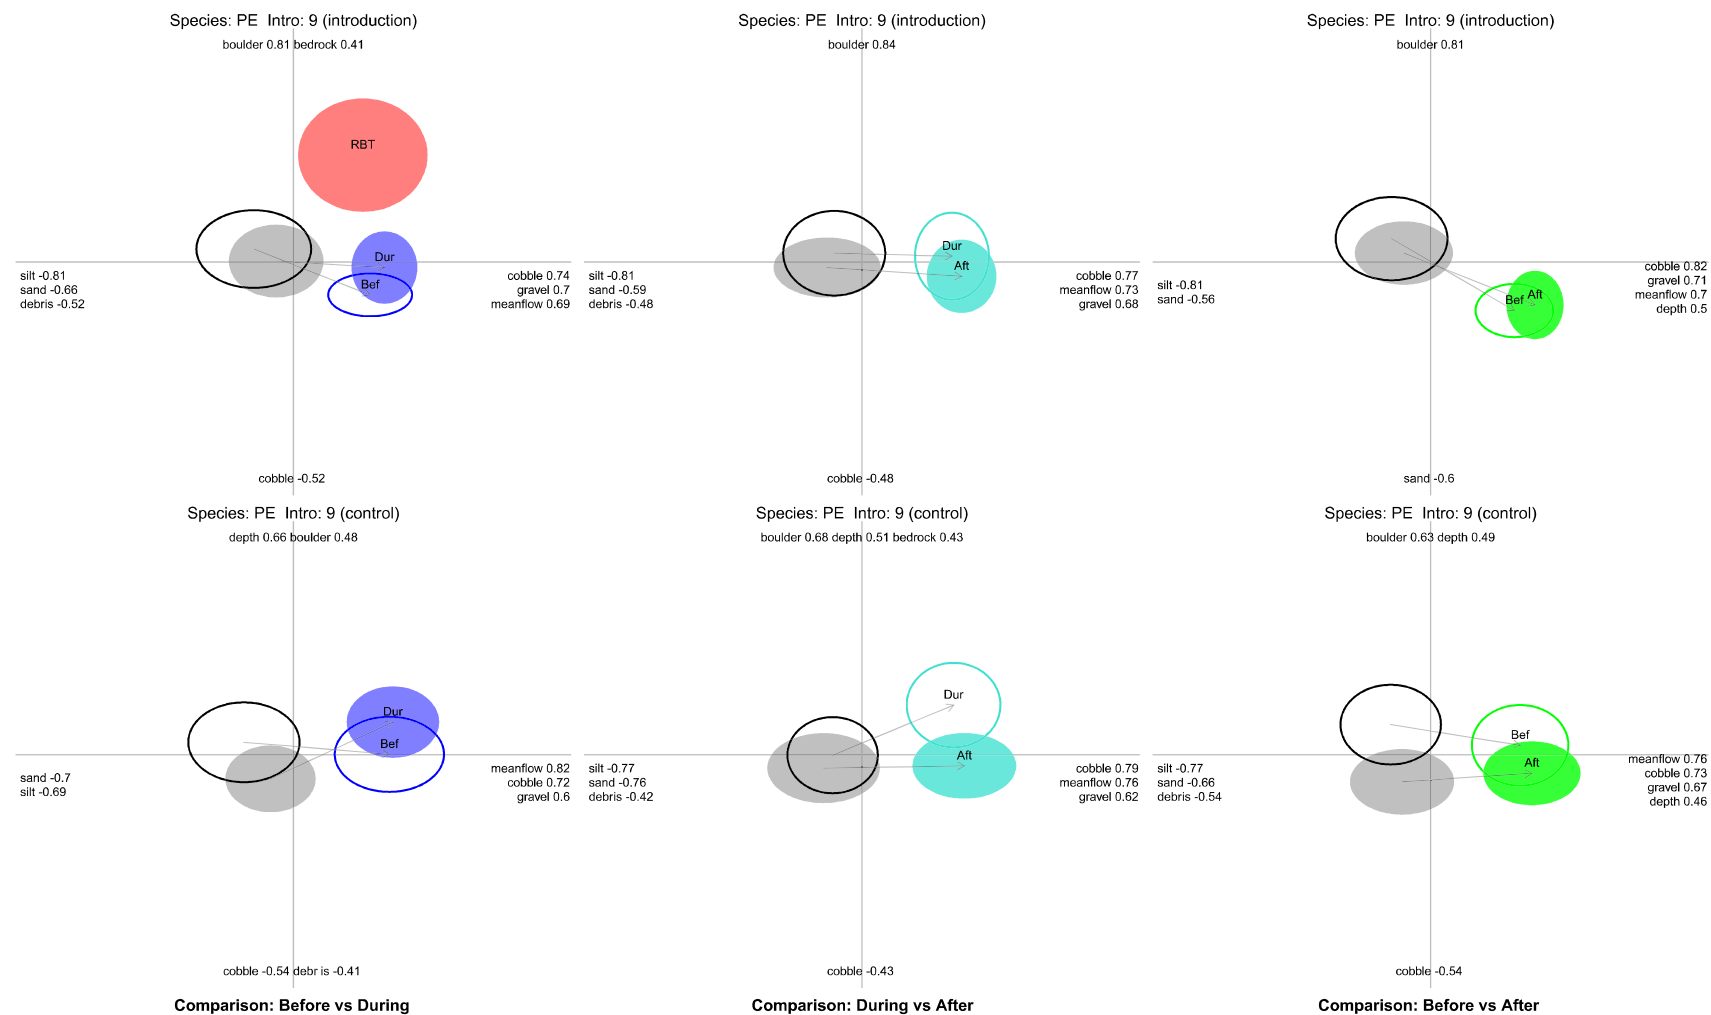 Species: PE  Intro: 9 (introduction)
boulder 0.81 bedrock 0.41
RBT
Dur
Bef
silt -0.81
sand -0.66
debris -0.52
cobble 0.74
gravel 0.7
meanflow 0.69
cobble -0.52
Species: PE  Intro: 9 (introduction)
boulder 0.84
Dur
Aft
silt -0.81
sand -0.59
debris -0.48
cobble 0.77
meanflow 0.73
gravel 0.68
cobble -0.48
Species: PE  Intro: 9 (introduction)
boulder 0.81
Bef
Aft
silt -0.81
sand -0.56
cobble 0.82
gravel 0.71
meanflow 0.7
depth 0.5
sand -0.6
Species: PE  Intro: 9 (control)
depth 0.66 boulder 0.48
Dur
Bef
sand -0.7
silt -0.69
meanflow 0.82
cobble 0.72
gravel 0.6
cobble -0.54 debr is -0.41
Comparison: Before vs During
Species: PE  Intro: 9 (control)
boulder 0.68 depth 0.51 bedrock 0.43
Dur
Aft
silt -0.77
sand -0.76
debris -0.42
cobble 0.79
meanflow 0.76
gravel 0.62
cobble -0.43
Comparison: During vs After
Species: PE  Intro: 9 (control)
boulder 0.63 depth 0.49
Bef
Aft
silt -0.77
sand -0.66
debris -0.54
meanflow 0.76
cobble 0.73
gravel 0.67
depth 0.46
cobble -0.54
Comparison: Before vs After